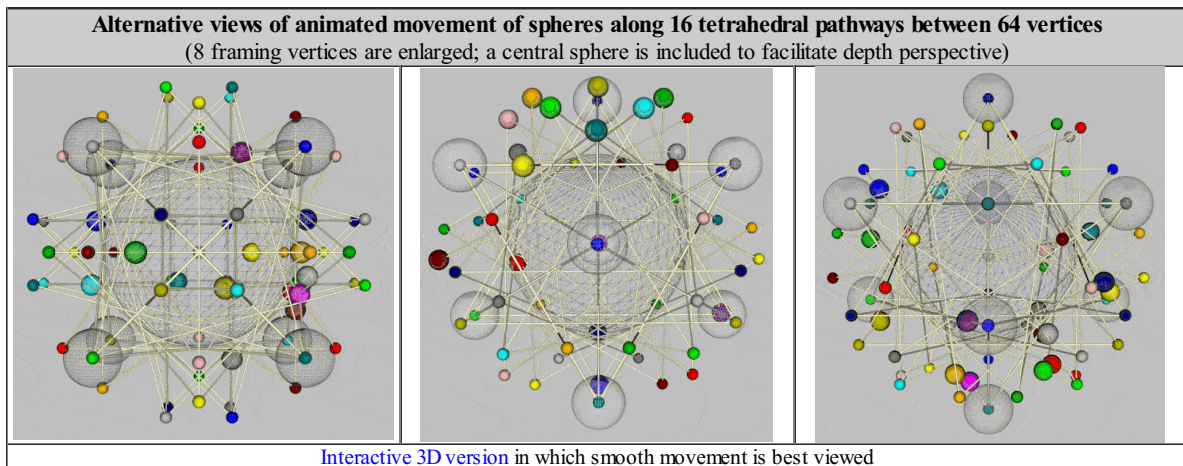 Alternative views of animated movement of spheres along 16 tetrahedral pathways between 64 vertices
(8 framing vertices are enlarged; a central sphere is included to facilitate depth perspective)
Interactive 3D version in which smooth movement is best viewed